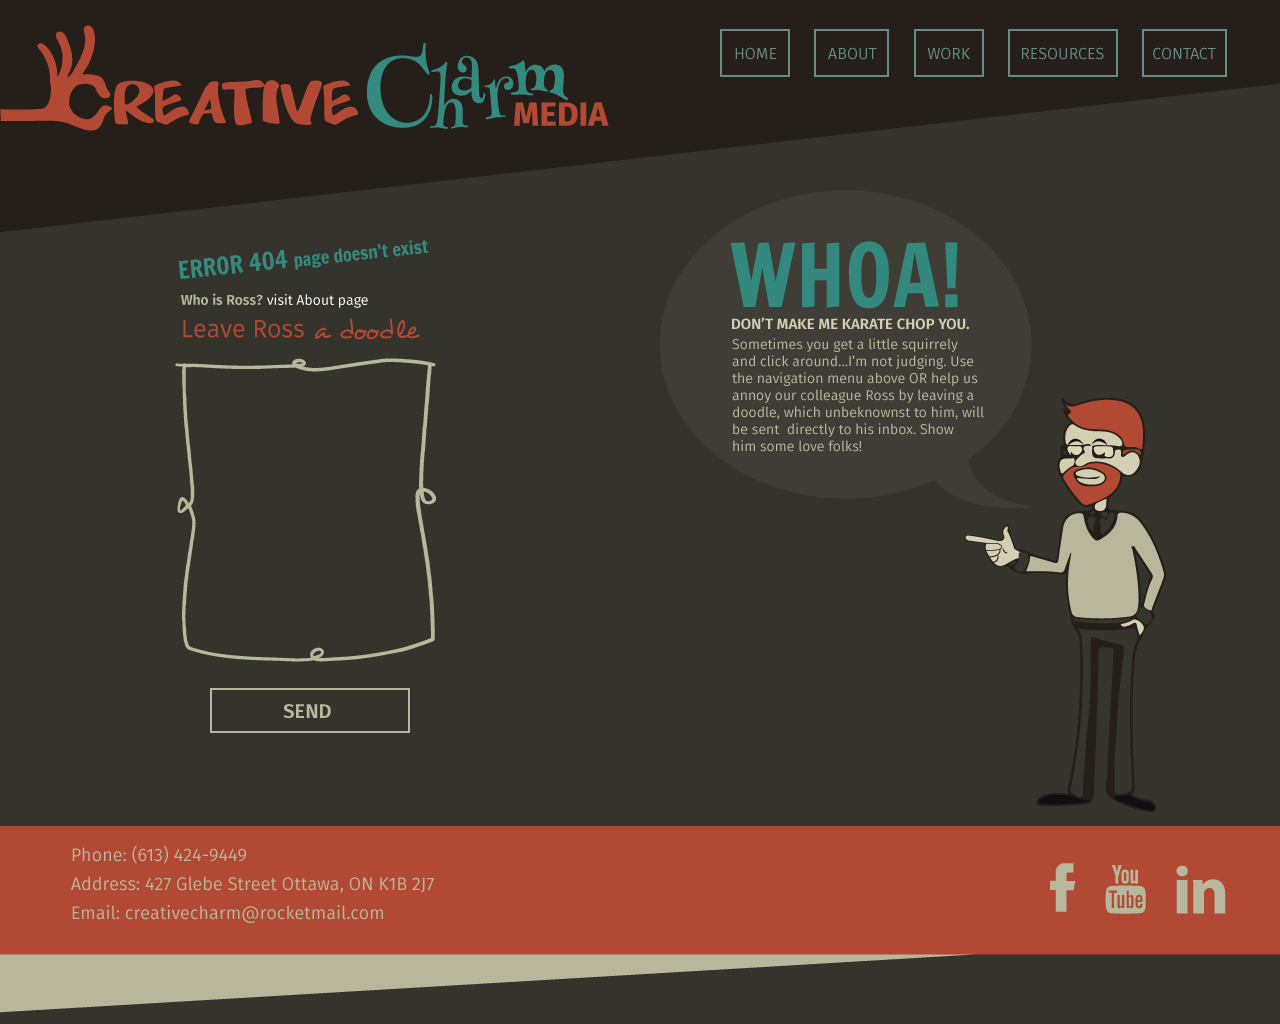 CREATIVE Charm MEDIA
HOME
ABOUT
WORK
RESOURCES
CONTACT
ERROR 404 page doesn't exist
Who is Ross? visit About page
Leave Ross a doodle
SEND
WHOA!
DON'T MAKE ME KARATE CHOP YOU.
Sometimes you get a little squirrely
and click around...I'm not judging. Use
the navigation menu above OR help us
annoy our colleague Ross by leaving a
doodle, which unbeknownst to him, will
be sent  directly to his inbox. Show
him some love folks!
Phone: (613) 424-9449
Address: 427 Glebe Street Ottawa, ON K1B 2J7
Email: creativecharm@rocketmail.com
f
You
Tube
in